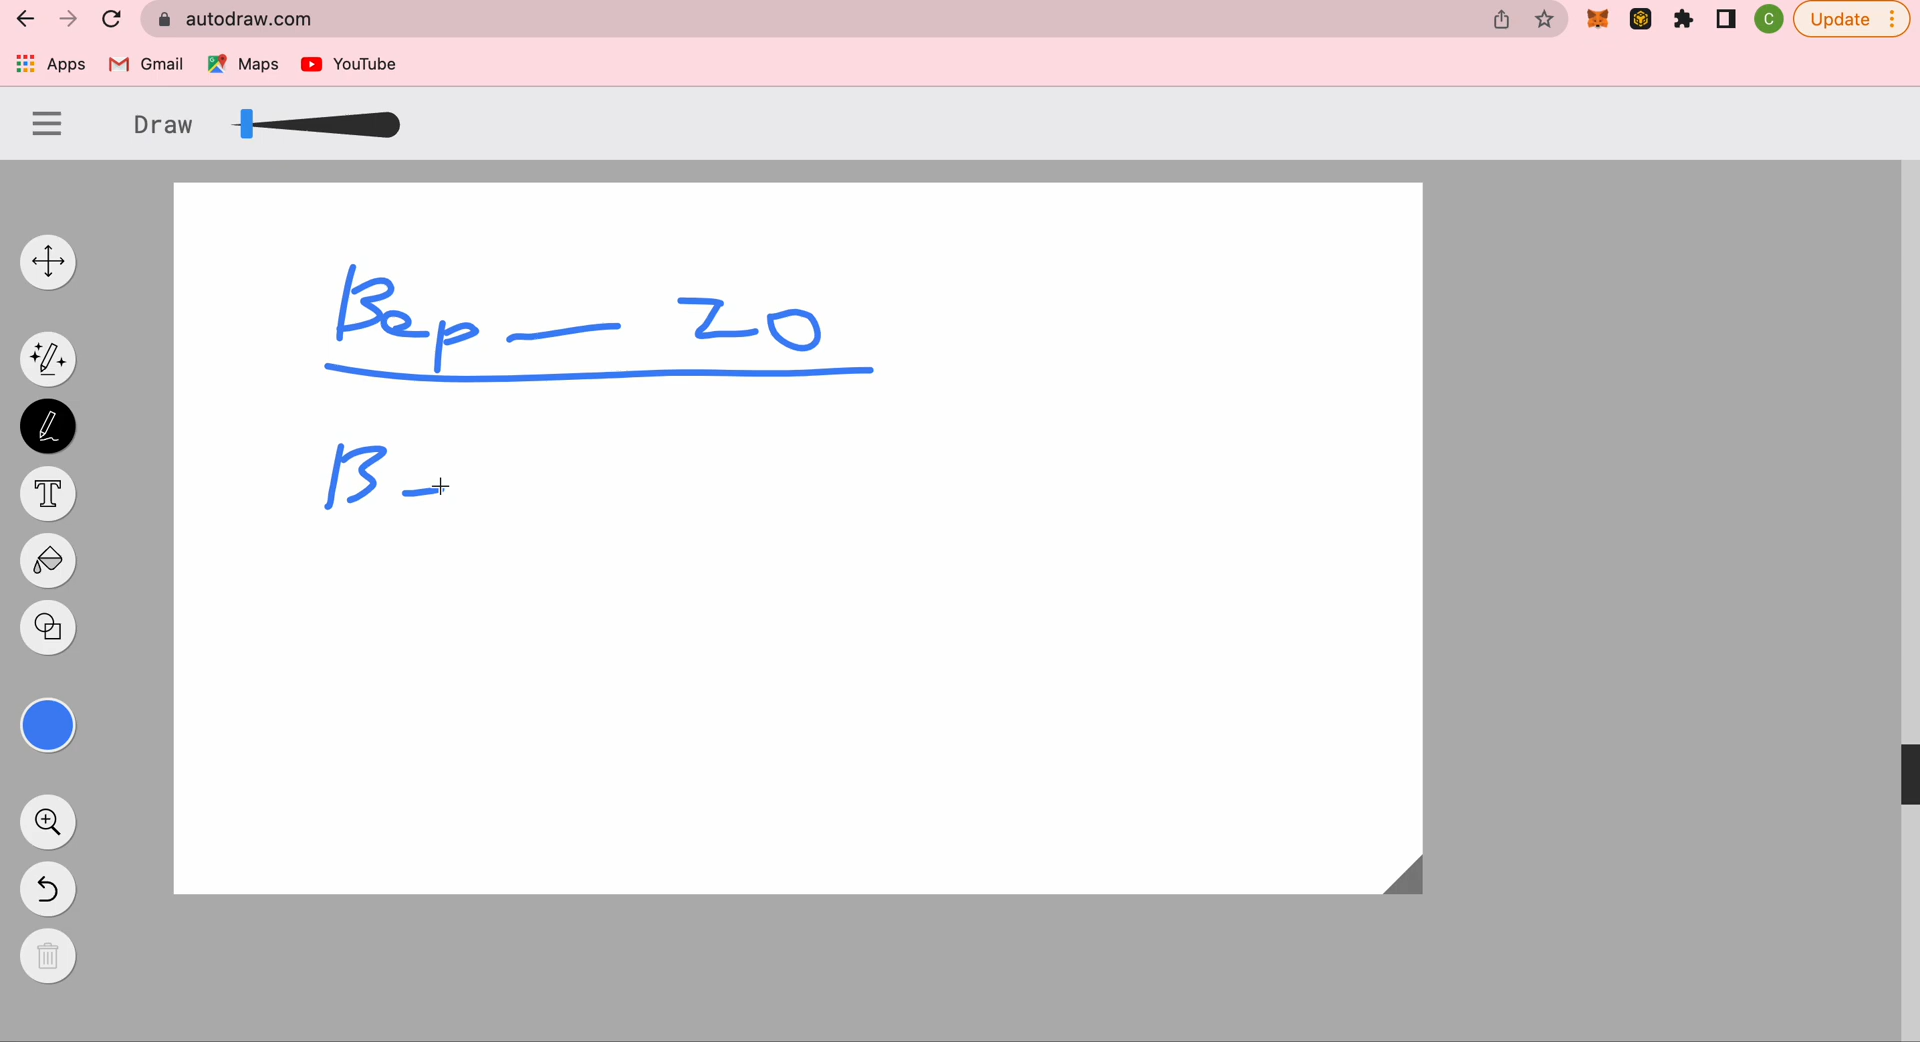 autodraw.com
C
Update
Apps
Gmail
Maps
YouTube
Draw
Bep — 20
B -
T